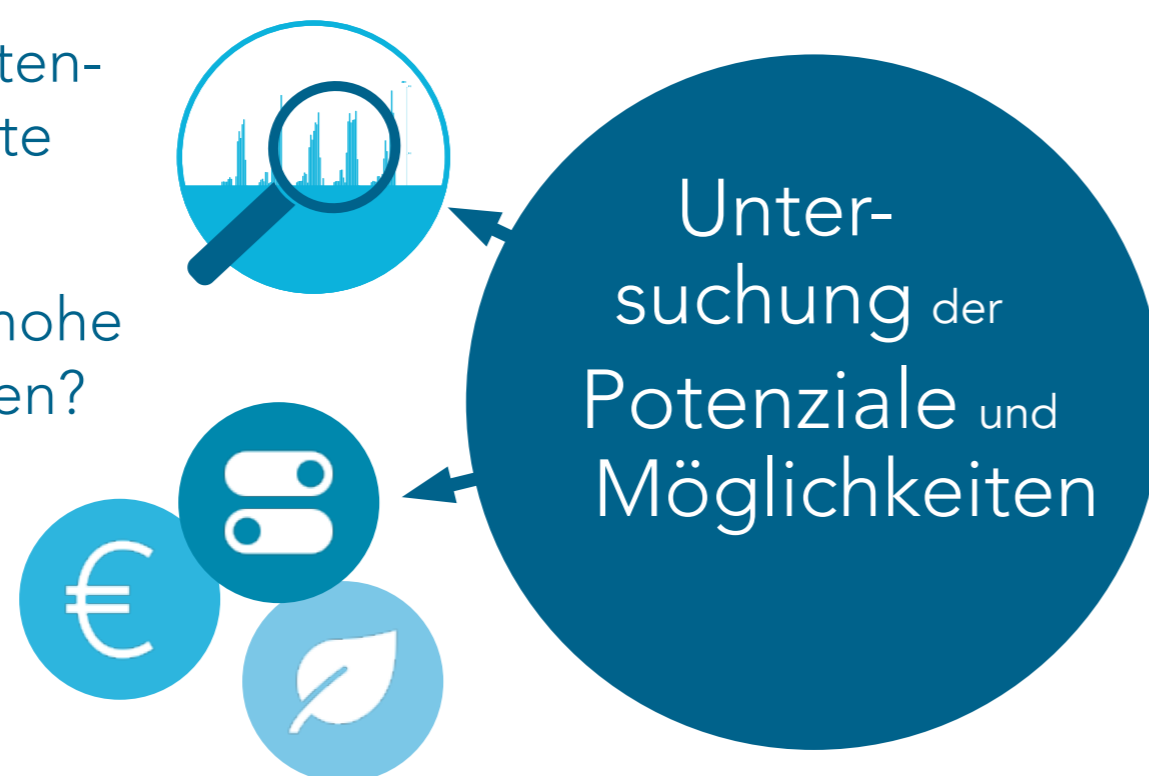 ten-
te
hohe
en?
Unter-
suchung der
Potenziale und
Möglichkeiten
€